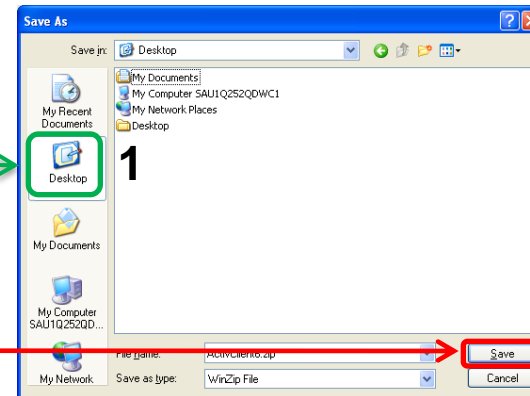 Save As
Save in: Desktop
My Recent
Documents
Desktop
My Documents
My Computer
SAU1Q252QD...
My Network
My Documents
My Computer SAU1Q252QDWC1
My Network Places
Desktop
1
File name: ActivClient6.zip
Save
Save as type: WinZip File
Cancel